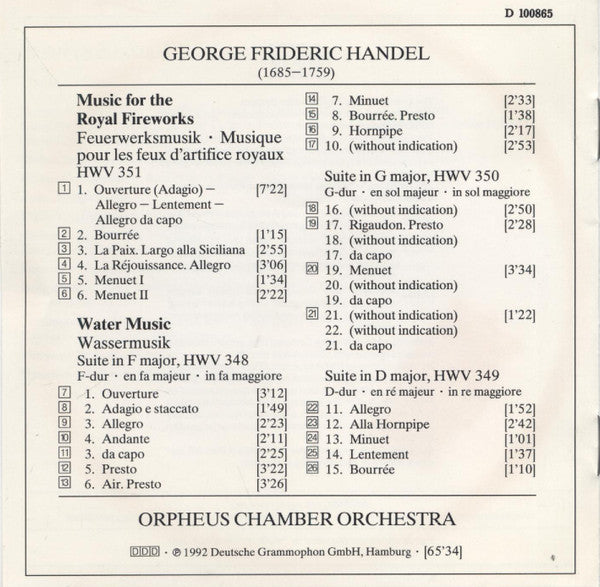 D 100865
GEORGE FRIDERIC HANDEL
(1685–1759)
Music for the
Royal Fireworks
Feuerwerksmusik · Musique
pour les feux d'artifice royaux
HWV 351
1 1. Ouverture (Adagio) – [7'22]
Allegro – Lentement –
Allegro da capo
2 2. Bourrée [1'15]
3 3. La Paix. Largo alla Siciliana [2'55]
4 4. La Réjouissance. Allegro [3'06]
5 5. Menuet I [1'34]
6 6. Menuet II [2'22]
Water Music
Wassermusik
Suite in F major, HWV 348
F-dur · en fa majeur · in fa maggiore
7 1. Ouverture [3'12]
8 2. Adagio e staccato [1'49]
9 3. Allegro [2'23]
10 4. Andante [2'11]
11 3. da capo [2'25]
12 5. Presto [3'22]
13 6. Air. Presto [3'26]
14 7. Minuet [2'33]
15 8. Bourrée. Presto [1'38]
16 9. Hornpipe [2'17]
17 10. (without indication) [2'53]
Suite in G major, HWV 350
G-dur · en sol majeur · in sol maggiore
18 16. (without indication) [2'50]
19 17. Rigaudon. Presto [2'28]
18. (without indication)
17. da capo
20 19. Menuet [3'34]
20. (without indication)
19. da capo
21 21. (without indication) [1'22]
22. (without indication)
21. da capo
Suite in D major, HWV 349
D-dur · en ré majeur · in re maggiore
22 11. Allegro [1'52]
23 12. Alla Hornpipe [2'42]
24 13. Minuet [1'01]
25 14. Lentement [1'37]
26 15. Bourrée [1'10]
ORPHEUS CHAMBER ORCHESTRA
DDD · ℗ 1992 Deutsche Grammophon GmbH, Hamburg · [65'34]